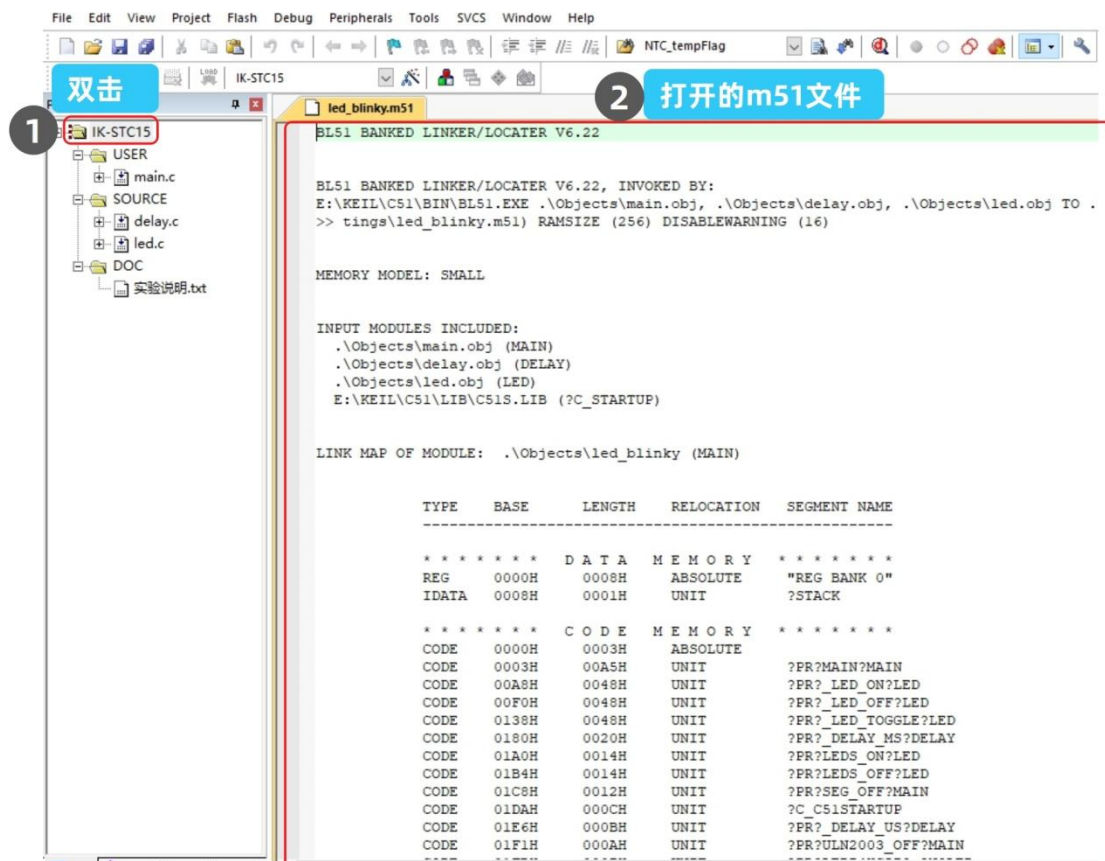 File Edit View Project Flash Debug Peripherals Tools SVCS Window Help
NTC_tempFlag
LOAD IK-STC15
双击
2 打开的m51文件
led_blinky.m51
1 IK-STC15
USER
main.c
SOURCE
delay.c
led.c
DOC
实验说明.txt
BL51 BANKED LINKER/LOCATER V6.22
BL51 BANKED LINKER/LOCATER V6.22, INVOKED BY:
E:\KEIL\C51\BIN\BL51.EXE .\Objects\main.obj, .\Objects\delay.obj, .\Objects\led.obj TO .
>> tings\led_blinky.m51) RAMSIZE (256) DISABLEWARNING (16)
MEMORY MODEL: SMALL
INPUT MODULES INCLUDED:
.\Objects\main.obj (MAIN)
.\Objects\delay.obj (DELAY)
.\Objects\led.obj (LED)
E:\KEIL\C51\LIB\C51S.LIB (?C_STARTUP)
LINK MAP OF MODULE: .\Objects\led_blinky (MAIN)
TYPE BASE LENGTH RELOCATION SEGMENT NAME
-----------------------------------------------------
* * * * * * * D A T A M E M O R Y * * * * * * *
REG 0000H 0008H ABSOLUTE "REG BANK 0"
IDATA 0008H 0001H UNIT ?STACK
* * * * * * * C O D E M E M O R Y * * * * * * *
CODE 0000H 0003H ABSOLUTE
CODE 0003H 00A5H UNIT ?PR?MAIN?MAIN
CODE 00A8H 0048H UNIT ?PR?_LED_ON?LED
CODE 00F0H 0048H UNIT ?PR?_LED_OFF?LED
CODE 0138H 0048H UNIT ?PR?_LED_TOGGLE?LED
CODE 0180H 0020H UNIT ?PR?_DELAY_MS?DELAY
CODE 01A0H 0014H UNIT ?PR?LEDS_ON?LED
CODE 01B4H 0014H UNIT ?PR?LEDS_OFF?LED
CODE 01C8H 0012H UNIT ?PR?SEG_OFF?MAIN
CODE 01DAH 000CH UNIT ?C_C51STARTUP
CODE 01E6H 000BH UNIT ?PR?_DELAY_US?DELAY
CODE 01F1H 000AH UNIT ?PR?ULN2003_OFF?MAIN